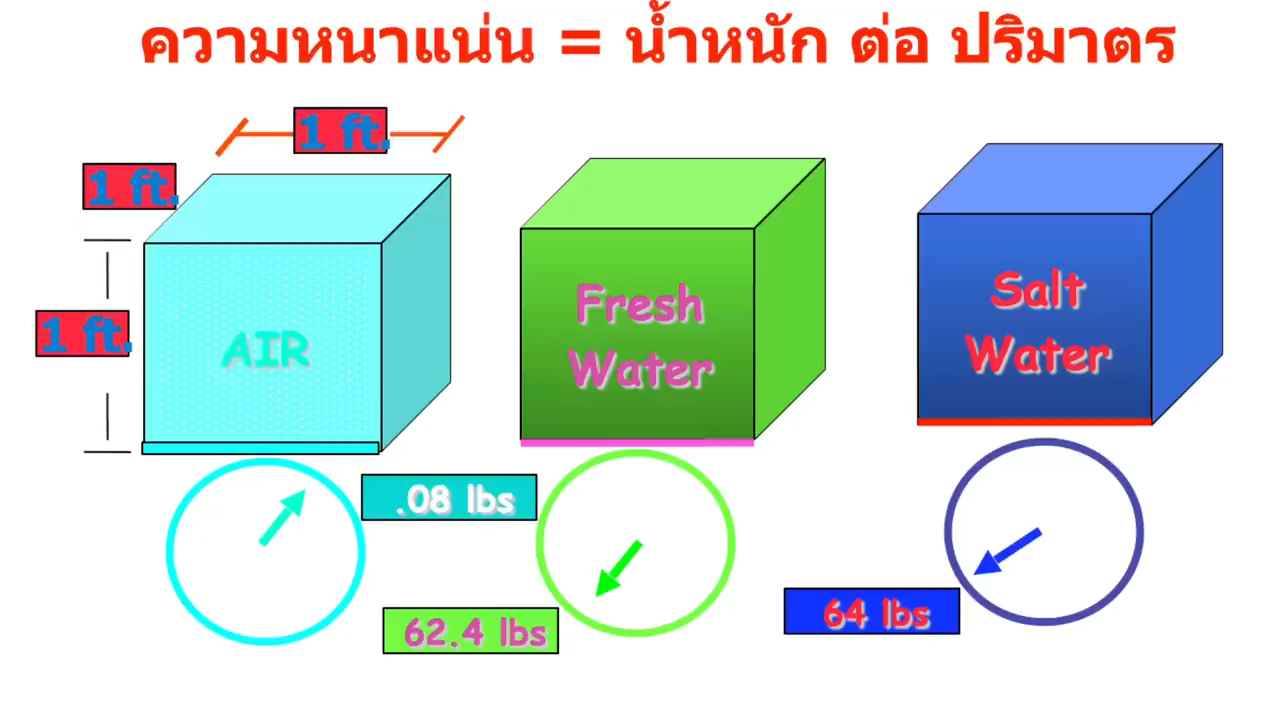 ความหนาแน่น = น้ำหนัก ต่อ ปริมาตร
1 ft.
1 ft.
1 ft.
AIR
Fresh
Water
Salt
Water
.08 lbs
62.4 lbs
64 lbs